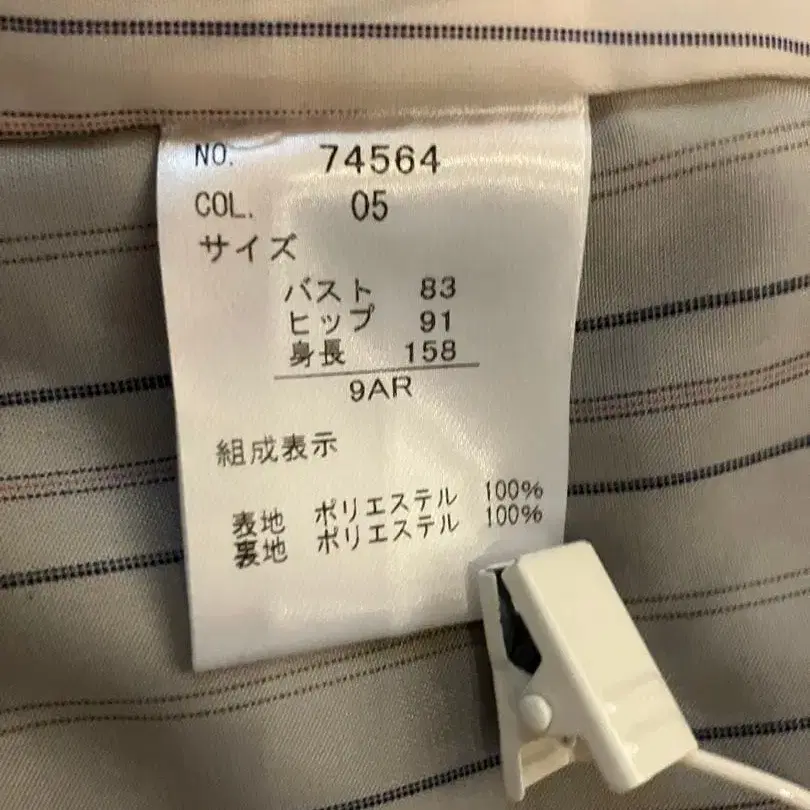 NO. 74564
COL. 05
サイズ
バスト 83
ヒップ 91
身長 158
9AR
組成表示
表地 ポリエステル 100%
裏地 ポリエステル 100%